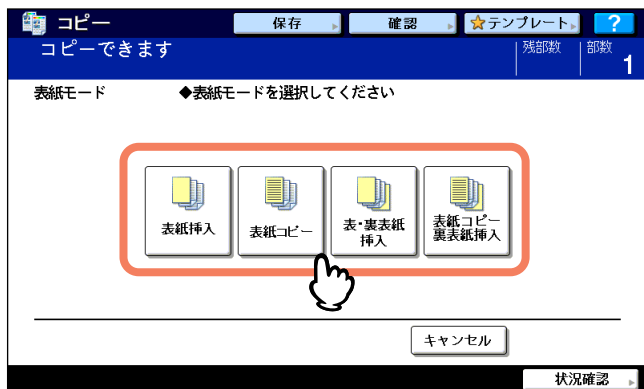 コピー
保存
確認
テンプレート
?
コピーできます
残部数
部数
1
表紙モード
◆表紙モードを選択してください
表紙挿入
表紙コピー
表・裏表紙
挿入
表紙コピー
裏表紙挿入
キャンセル
状況確認